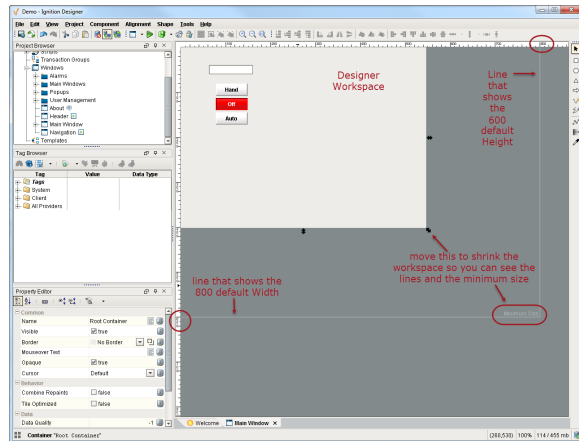 Demo - Ignition Designer
File Edit View Project Component Alignment Shape Tools Help
Project Browser
Scripts
Transaction Groups
Windows
Alarms
Main Windows
Popups
User Management
About
Header
Main Window
Navigation
Templates
Tag Browser
Tag Value Data Type
Tags
System
Client
All Providers
Property Editor
Common
Name Root Container
Visible true
Border No Border
Mouseover Text
Opaque true
Cursor Default
Behavior
Combine Repaints false
Tile Optimized false
Data
Data Quality -1
Container "Root Container"
Hand
Off
Auto
Designer
Workspace
Line
that
shows
the
600
default
Height
move this to shrink the
workspace so you can see the
lines and the minimum size
line that shows the
800 default Width
Minimum Size
Welcome Main Window
(260,530) 100% 114 / 455 mb